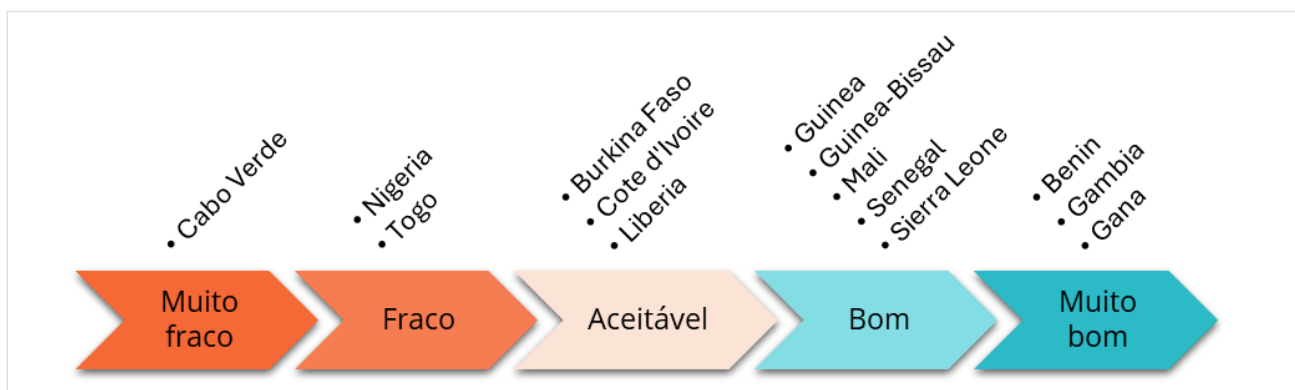 • Cabo Verde
• Nigeria
• Togo
• Burkina Faso
• Cote d'Ivoire
• Liberia
• Guinea
• Guinea-Bissau
• Mali
• Senegal
• Sierra Leone
• Benin
• Gambia
• Gana
Muito
fraco
Fraco
Aceitável
Bom
Muito
bom